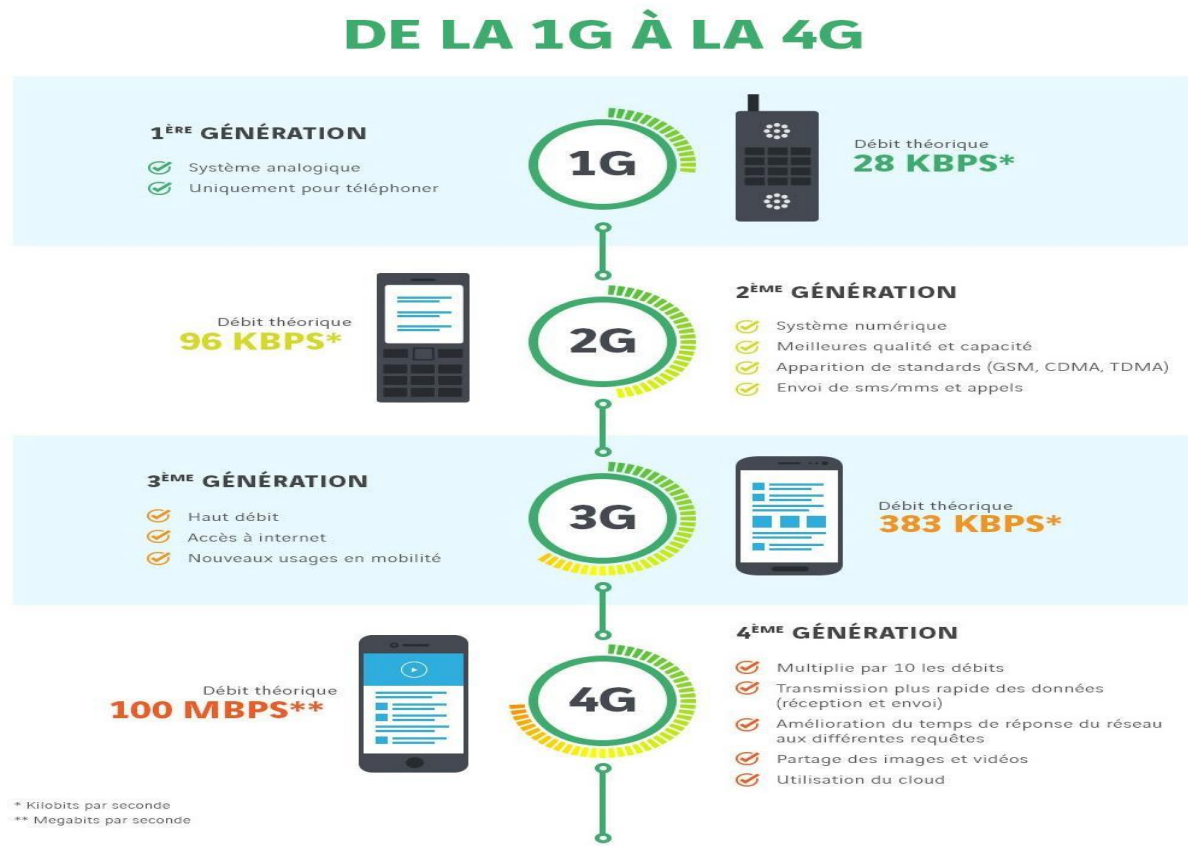 DE LA 1G À LA 4G
1ÈRE GÉNÉRATION
Système analogique
Uniquement pour téléphoner
1G
Débit théorique
28 KBPS*
Débit théorique
96 KBPS*
2G
2ÈME GÉNÉRATION
Système numérique
Meilleures qualité et capacité
Apparition de standards (GSM, CDMA, TDMA)
Envoi de sms/mms et appels
3ÈME GÉNÉRATION
Haut débit
Accès à internet
Nouveaux usages en mobilité
3G
Débit théorique
383 KBPS*
Débit théorique
100 MBPS**
4G
4ÈME GÉNÉRATION
Multiplie par 10 les débits
Transmission plus rapide des données
(réception et envoi)
Amélioration du temps de réponse du réseau
aux différentes requêtes
Partage des images et vidéos
Utilisation du cloud
* Kilobits par seconde
** Megabits par seconde